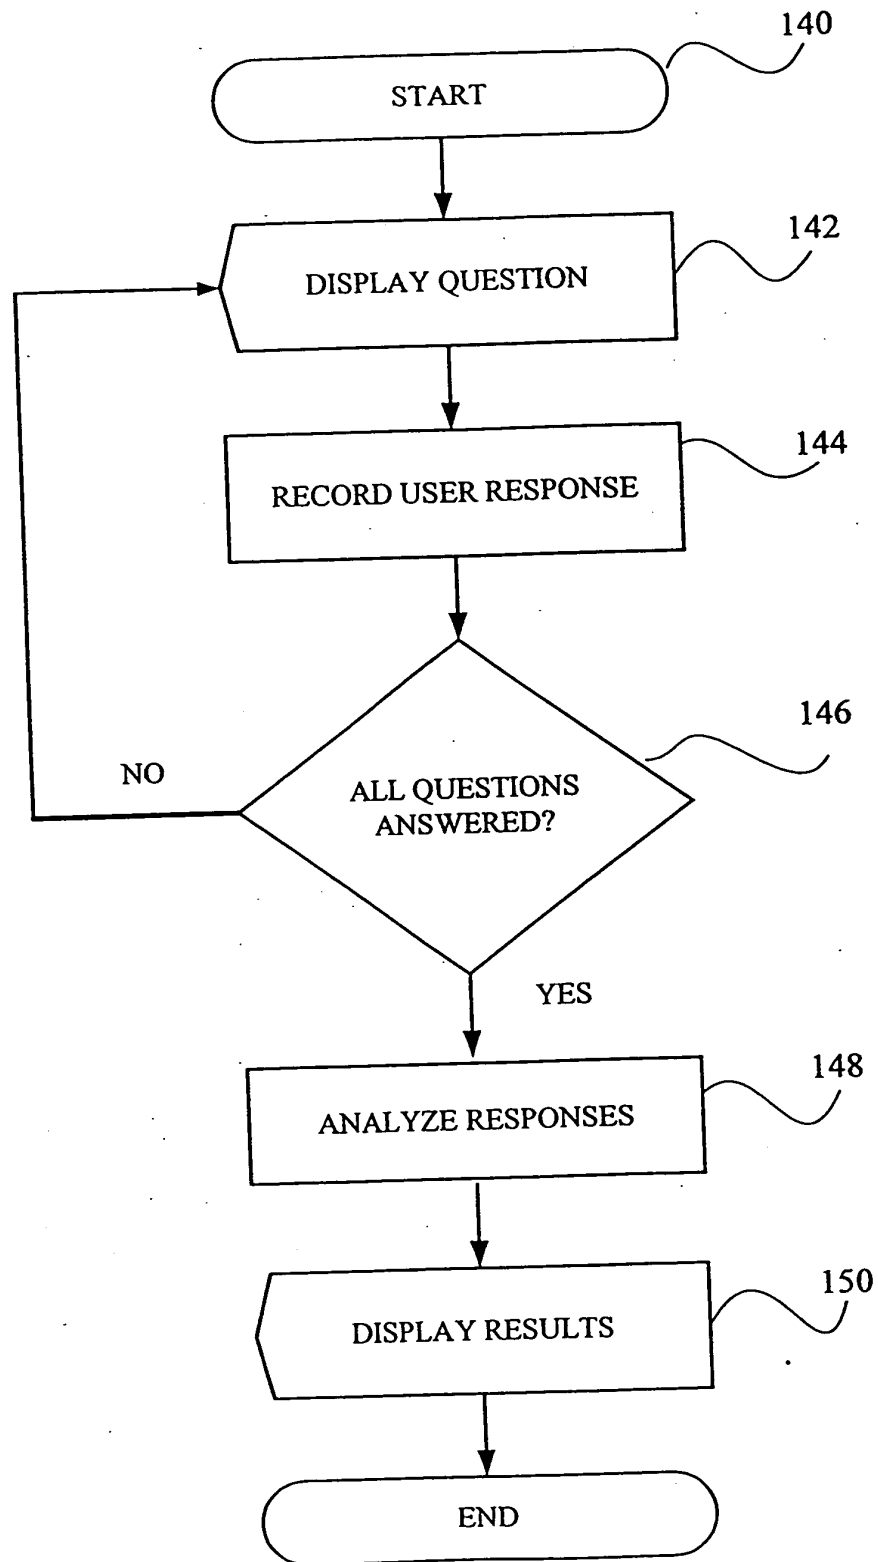 140
START
142
DISPLAY QUESTION
144
RECORD USER RESPONSE
146
NO
ALL QUESTIONS
ANSWERED?
YES
148
ANALYZE RESPONSES
150
DISPLAY RESULTS
END